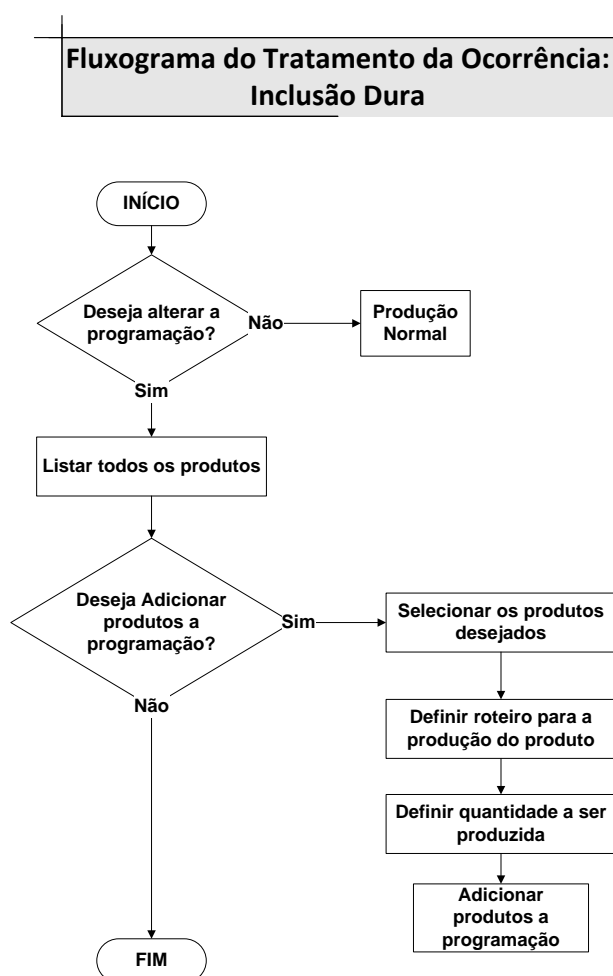 Fluxograma do Tratamento da Ocorrência:
Inclusão Dura
INÍCIO
Deseja alterar a
programação?
Não
Produção
Normal
Sim
Listar todos os produtos
Deseja Adicionar
produtos a
programação?
Sim
Selecionar os produtos
desejados
Não
Definir roteiro para a
produção do produto
Definir quantidade a ser
produzida
Adicionar
produtos a
programação
FIM